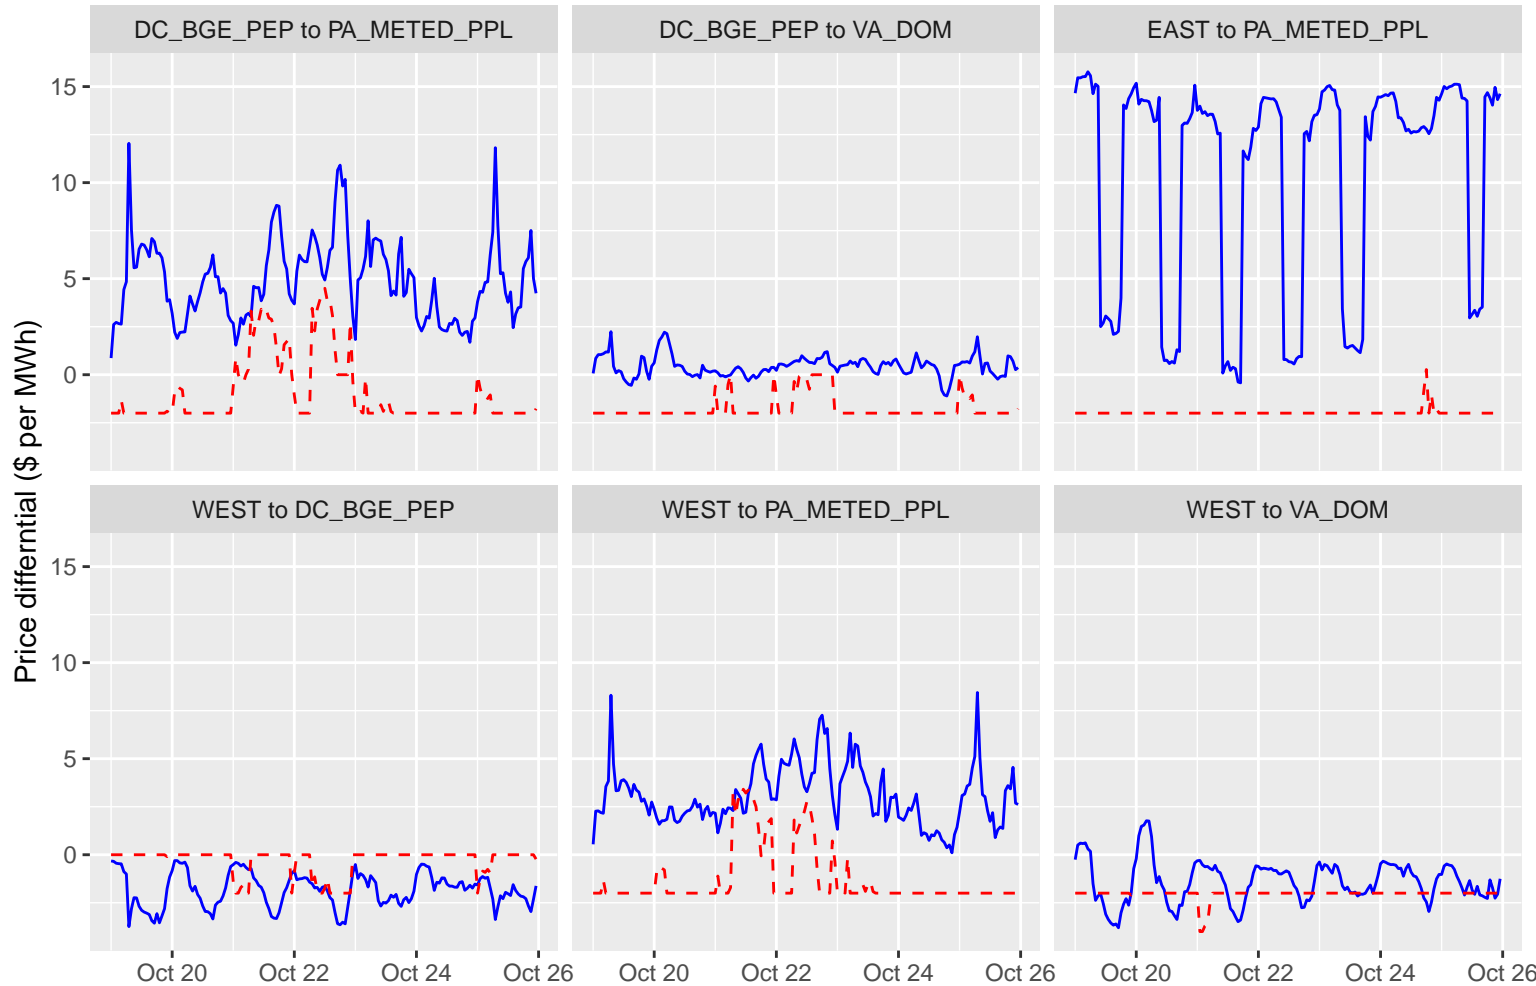 DC_BGE_PEP to PA_METED_PPL
DC_BGE_PEP to VA_DOM
EAST to PA_METED_PPL
15
10
5
0
WEST to DC_BGE_PEP
WEST to PA_METED_PPL
WEST to VA_DOM
15
10
5
0
Oct 20
Oct 22
Oct 24
Oct 26
Oct 20
Oct 22
Oct 24
Oct 26
Oct 20
Oct 22
Oct 24
Oct 26
Price differntial ($ per MWh)